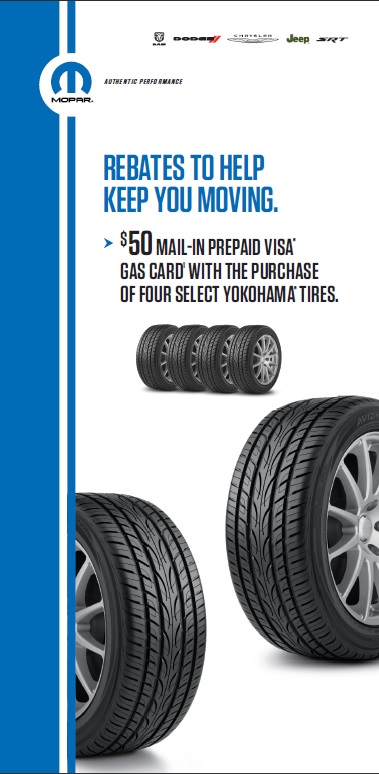 RAM DODGE CHRYSLER Jeep SRT
MOPAR®
AUTHENTIC PERFORMANCE
REBATES TO HELP
KEEP YOU MOVING.
$50 MAIL-IN PREPAID VISA®
GAS CARD¹ WITH THE PURCHASE
OF FOUR SELECT YOKOHAMA® TIRES.